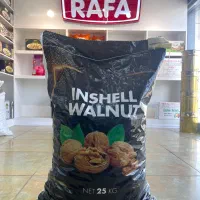 RAFA
INSHELL
WALNUT
NET 25 KG